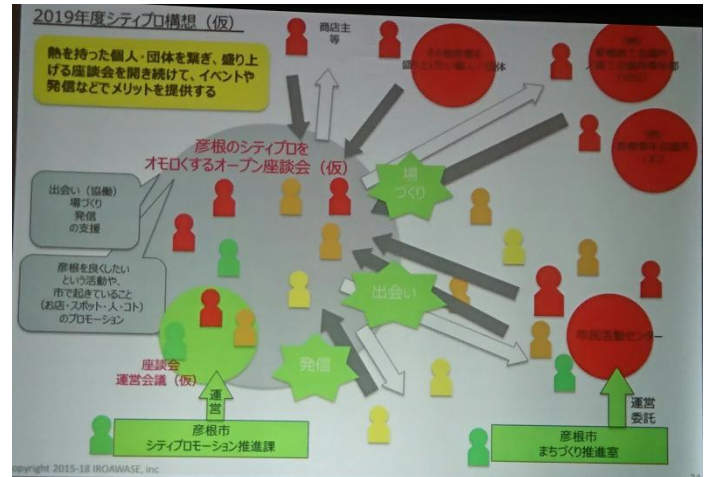 2019年度シティプロ構想（仮）
熱を持った個人・団体を繋ぎ、盛り上
げる座談会を開き続けて、イベントや
発信などでメリットを提供する
商店主
等
盛り上げたい個人・団体
彦根のシティプロを
オモロくするオープン座談会（仮）
場
づくり
出会い（協働）
場づくり
発信
の支援
彦根を良くしたい
という活動や、
市で起きていること
（お店・スポット・人・コト）
のプロモーション
出会い
発信
座談会
運営会議（仮）
市民活動センター
運
営
運営
委託
彦根市
シティプロモーション推進課
彦根市
まちづくり推進室
opyright 2015-18 IROAWASE, inc